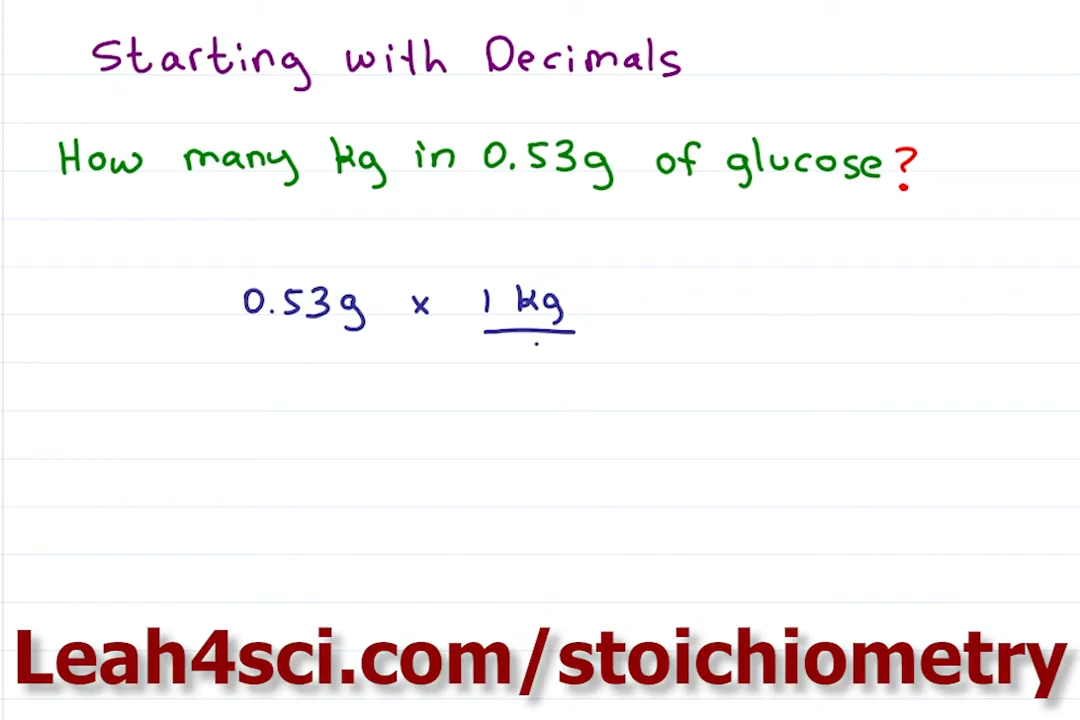 Starting with Decimals
How many kg in 0.53g of glucose?
0.53g x 1 kg
Leah4sci.com/stoichiometry